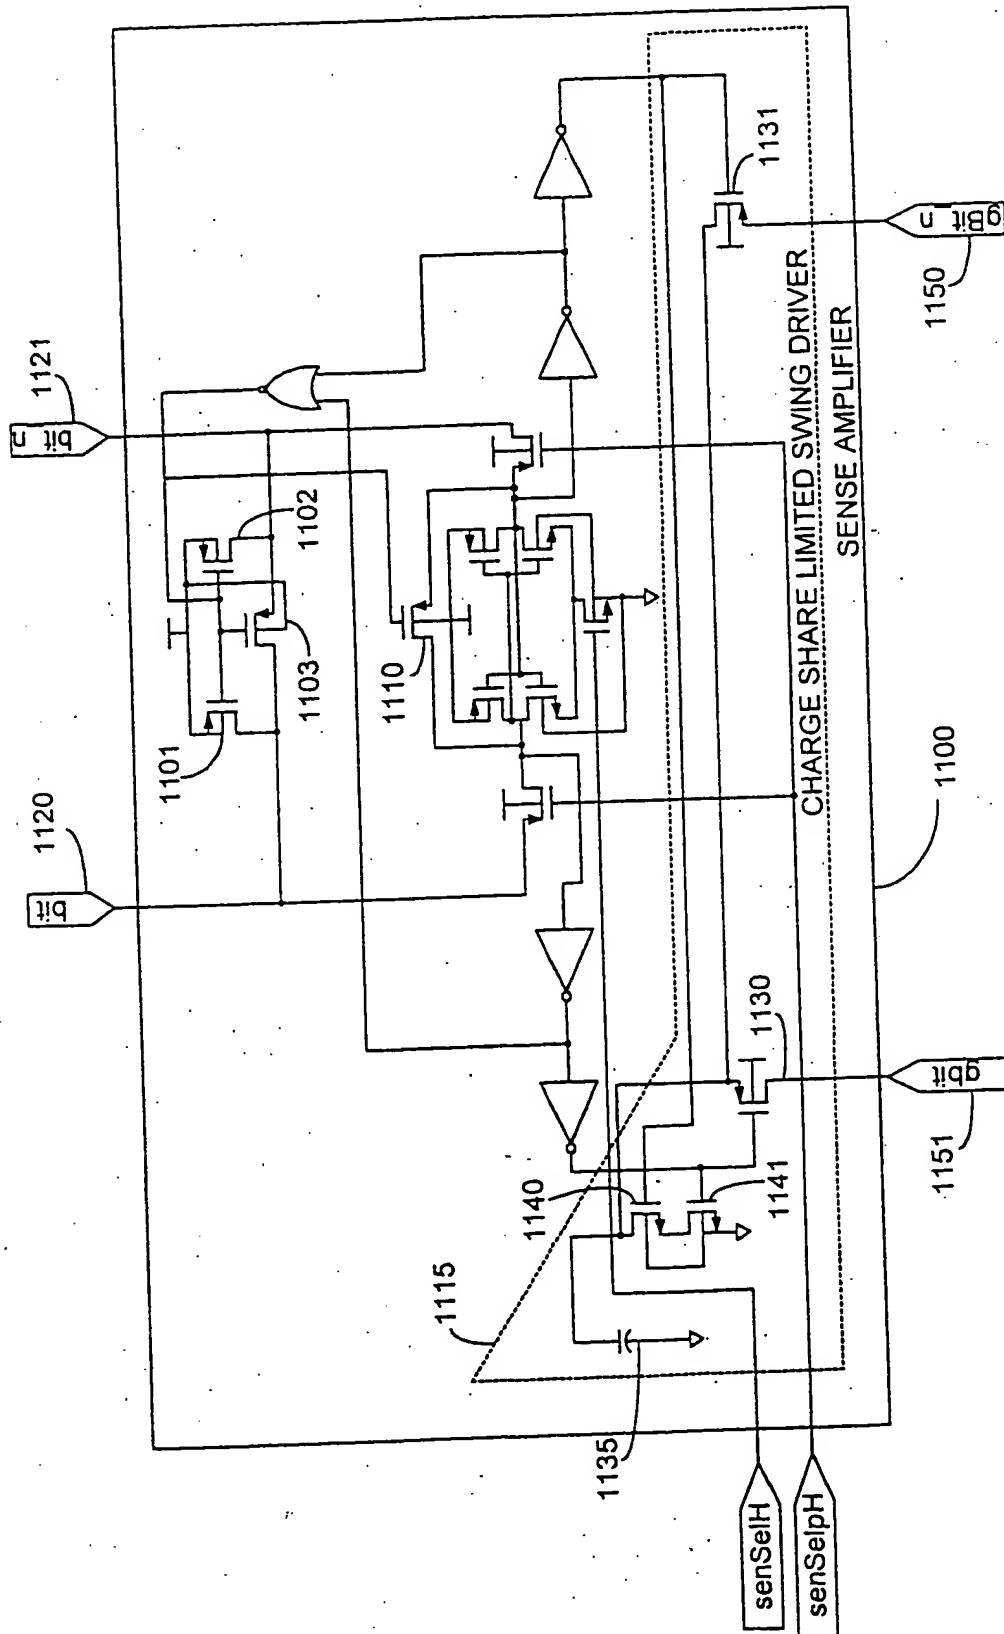 bit
1120
bit_n
1121
1101
1102
1103
1110
1115
1140
1141
1135
1130
1131
CHARGE SHARE LIMITED SWING DRIVER
SENSE AMPLIFIER
1100
senSelH
senSelpH
gbit
1151
gBit_n
1150